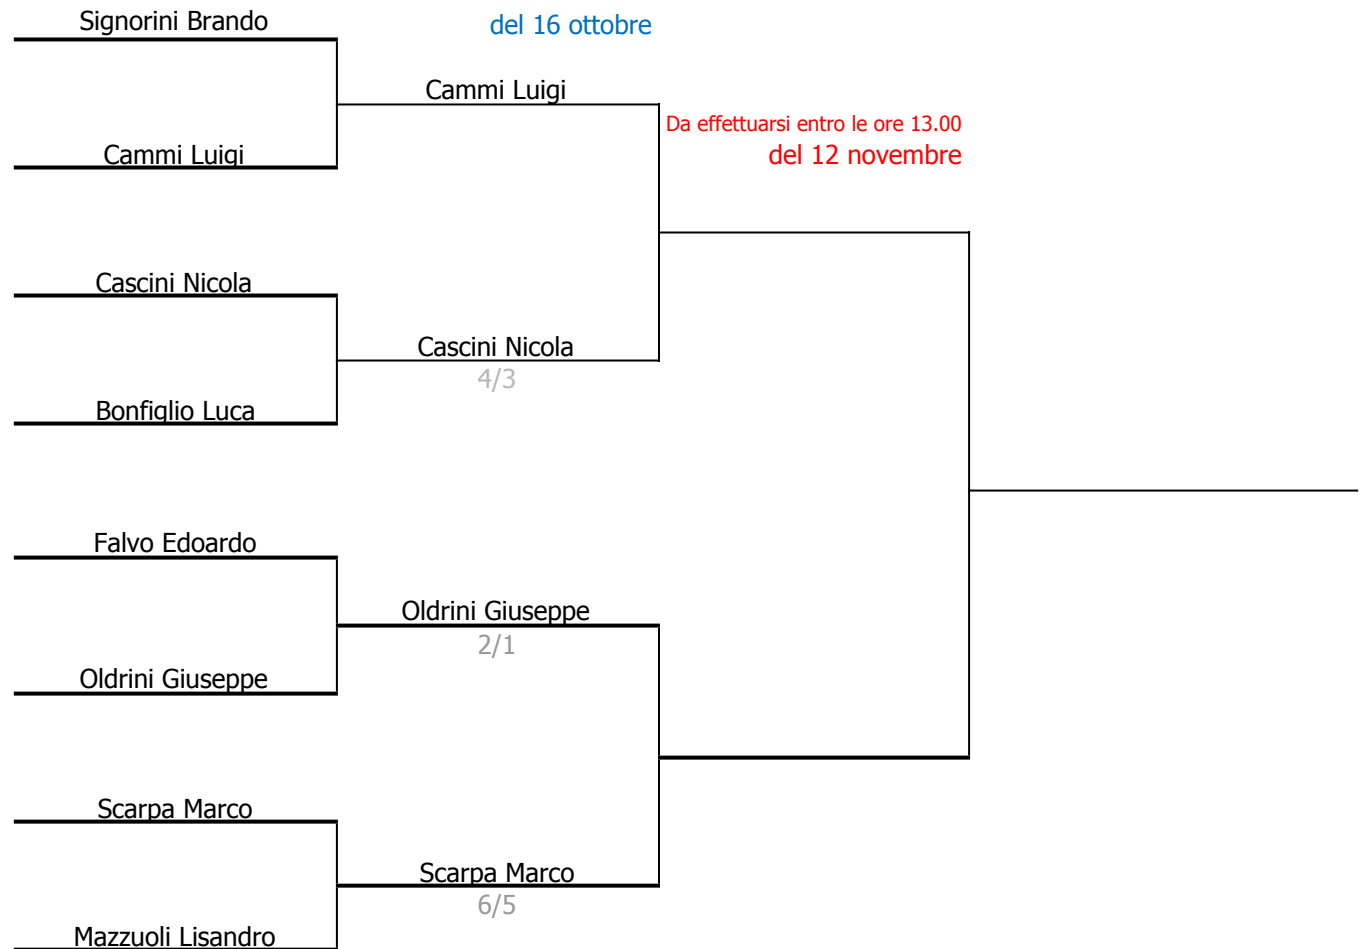 Signorini Brando
del 16 ottobre
Cammi Luigi
Da effettuarsi entro le ore 13.00
del 12 novembre
Cammi Luigi
Cascini Nicola
Cascini Nicola
4/3
Bonfiglio Luca
Falvo Edoardo
Oldrini Giuseppe
2/1
Oldrini Giuseppe
Scarpa Marco
Scarpa Marco
6/5
Mazzuoli Lisandro